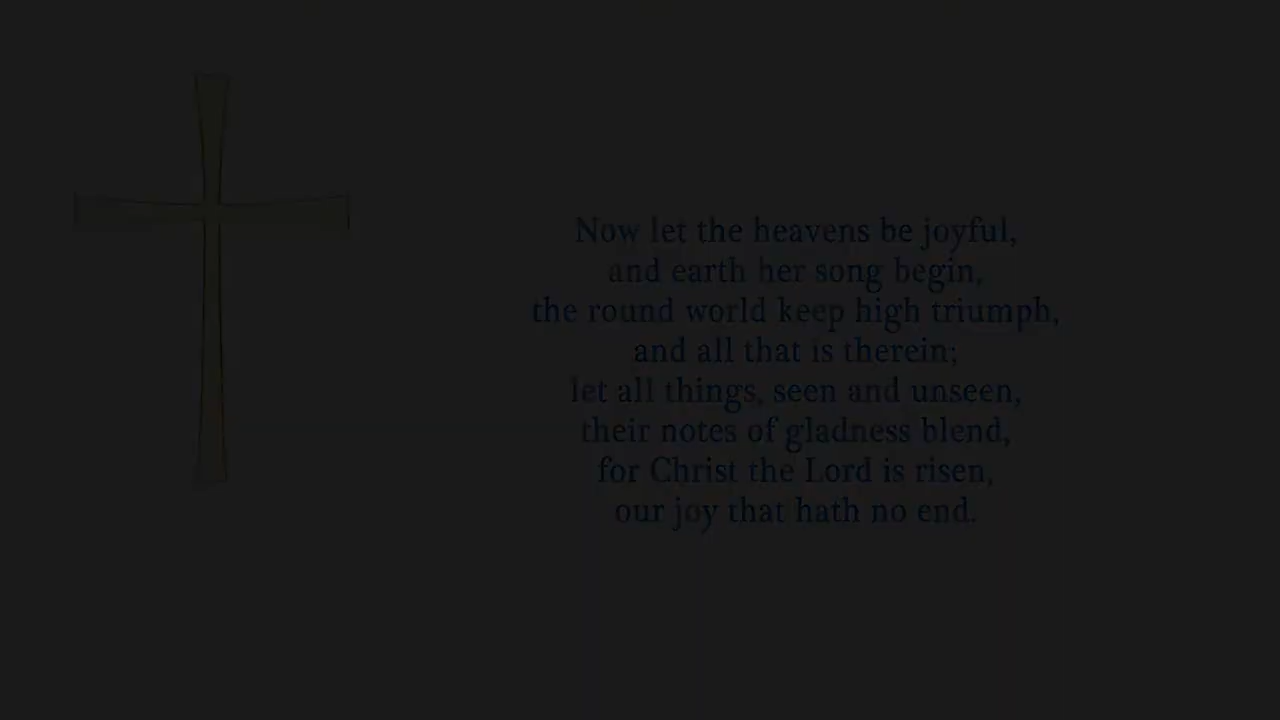 Now let the heavens be joyful,
and earth her song begin,
the round world keep high triumph,
and all that is therein;
let all things, seen and unseen,
their notes of gladness blend,
for Christ the Lord is risen,
our joy that hath no end.